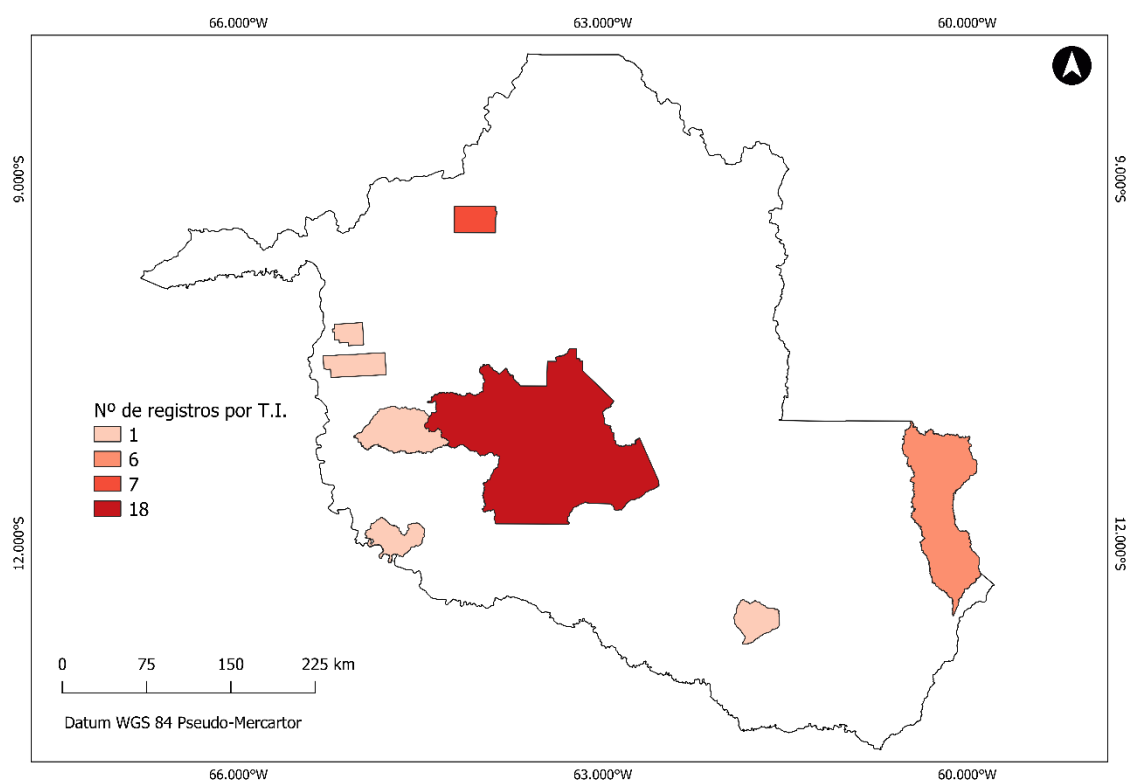 66.000°W 63.000°W 60.000°W
9.000°S 9.000°S
Nº de registros por T.I.
1
6
7
18
12.000°S 12.000°S
0 75 150 225 km
Datum WGS 84 Pseudo-Mercartor
66.000°W 63.000°W 60.000°W